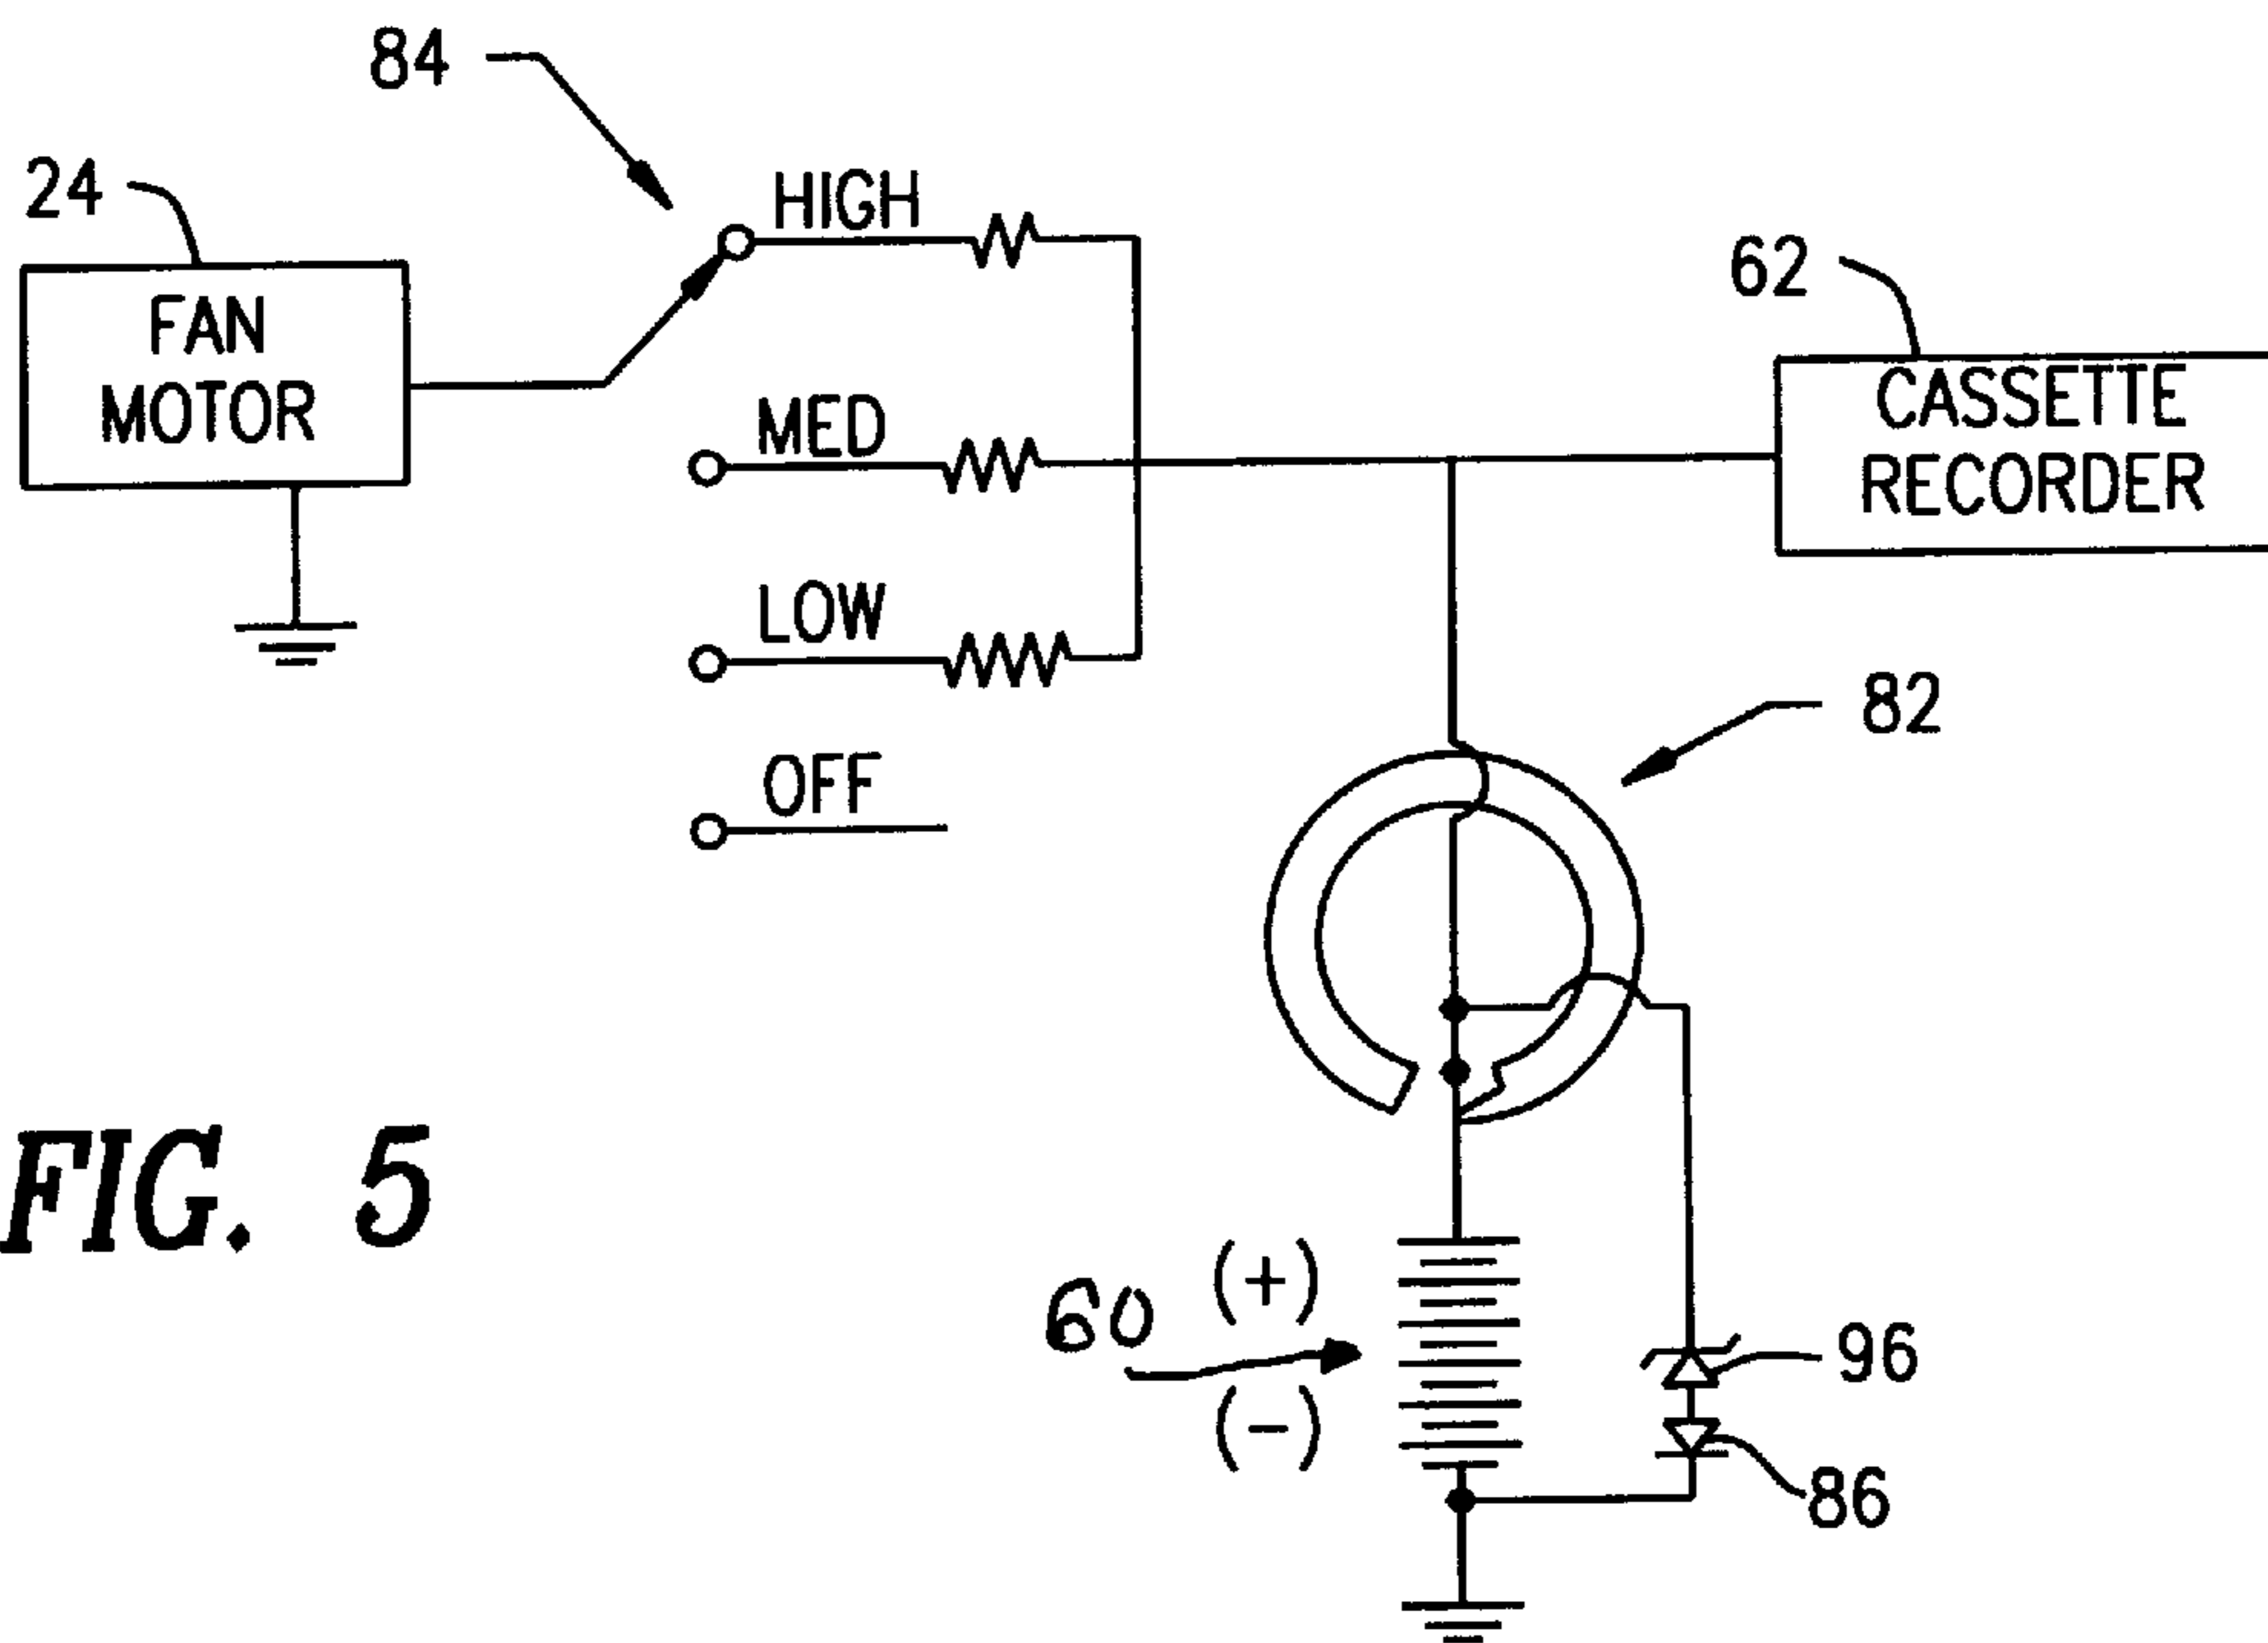 84
24
HIGH
FAN
MOTOR
62
CASSETTE
RECORDER
MED
LOW
82
OFF
FIG. 5
60
(+)
(-)
96
86